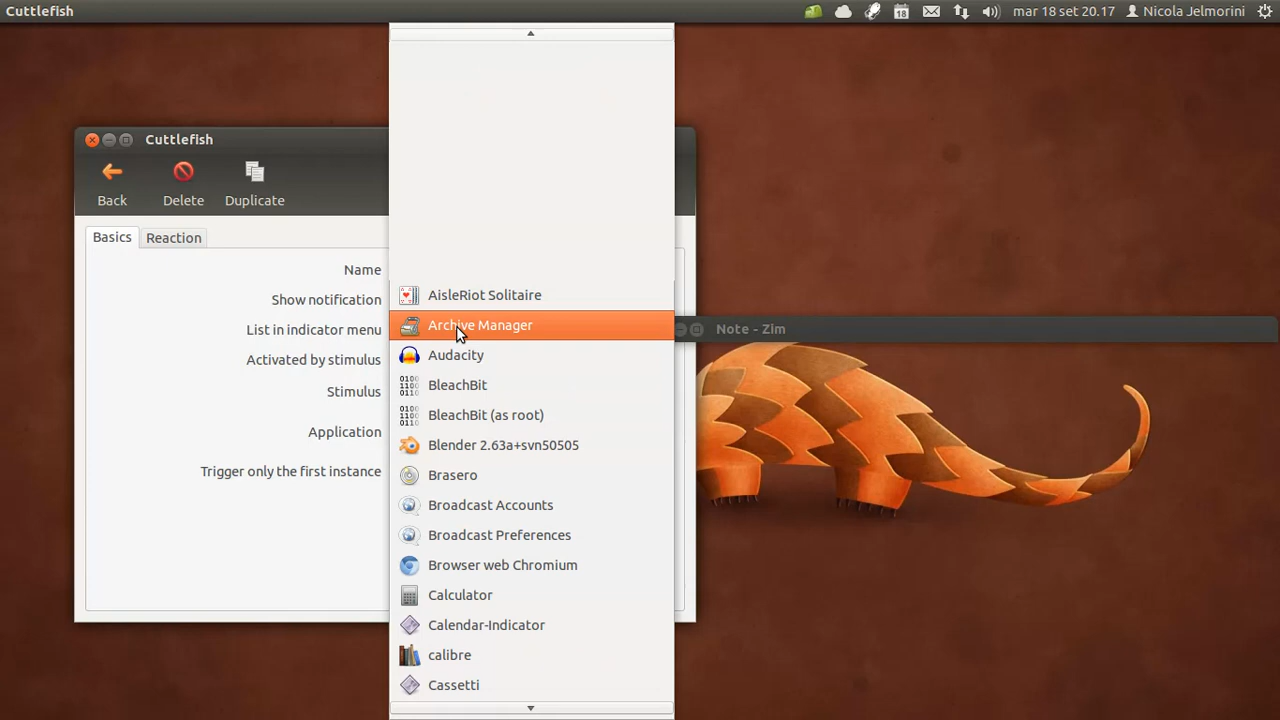 Cuttlefish
18
mar 18 set 20.17
Nicola Jelmorini
Cuttlefish
Back
Delete
Duplicate
Basics
Reaction
Name
Show notification
List in indicator menu
Activated by stimulus
Stimulus
Application
Trigger only the first instance
AisleRiot Solitaire
Archive Manager
Audacity
BleachBit
BleachBit (as root)
Blender 2.63a+svn50505
Brasero
Broadcast Accounts
Broadcast Preferences
Browser web Chromium
Calculator
Calendar-Indicator
calibre
Cassetti
Note - Zim